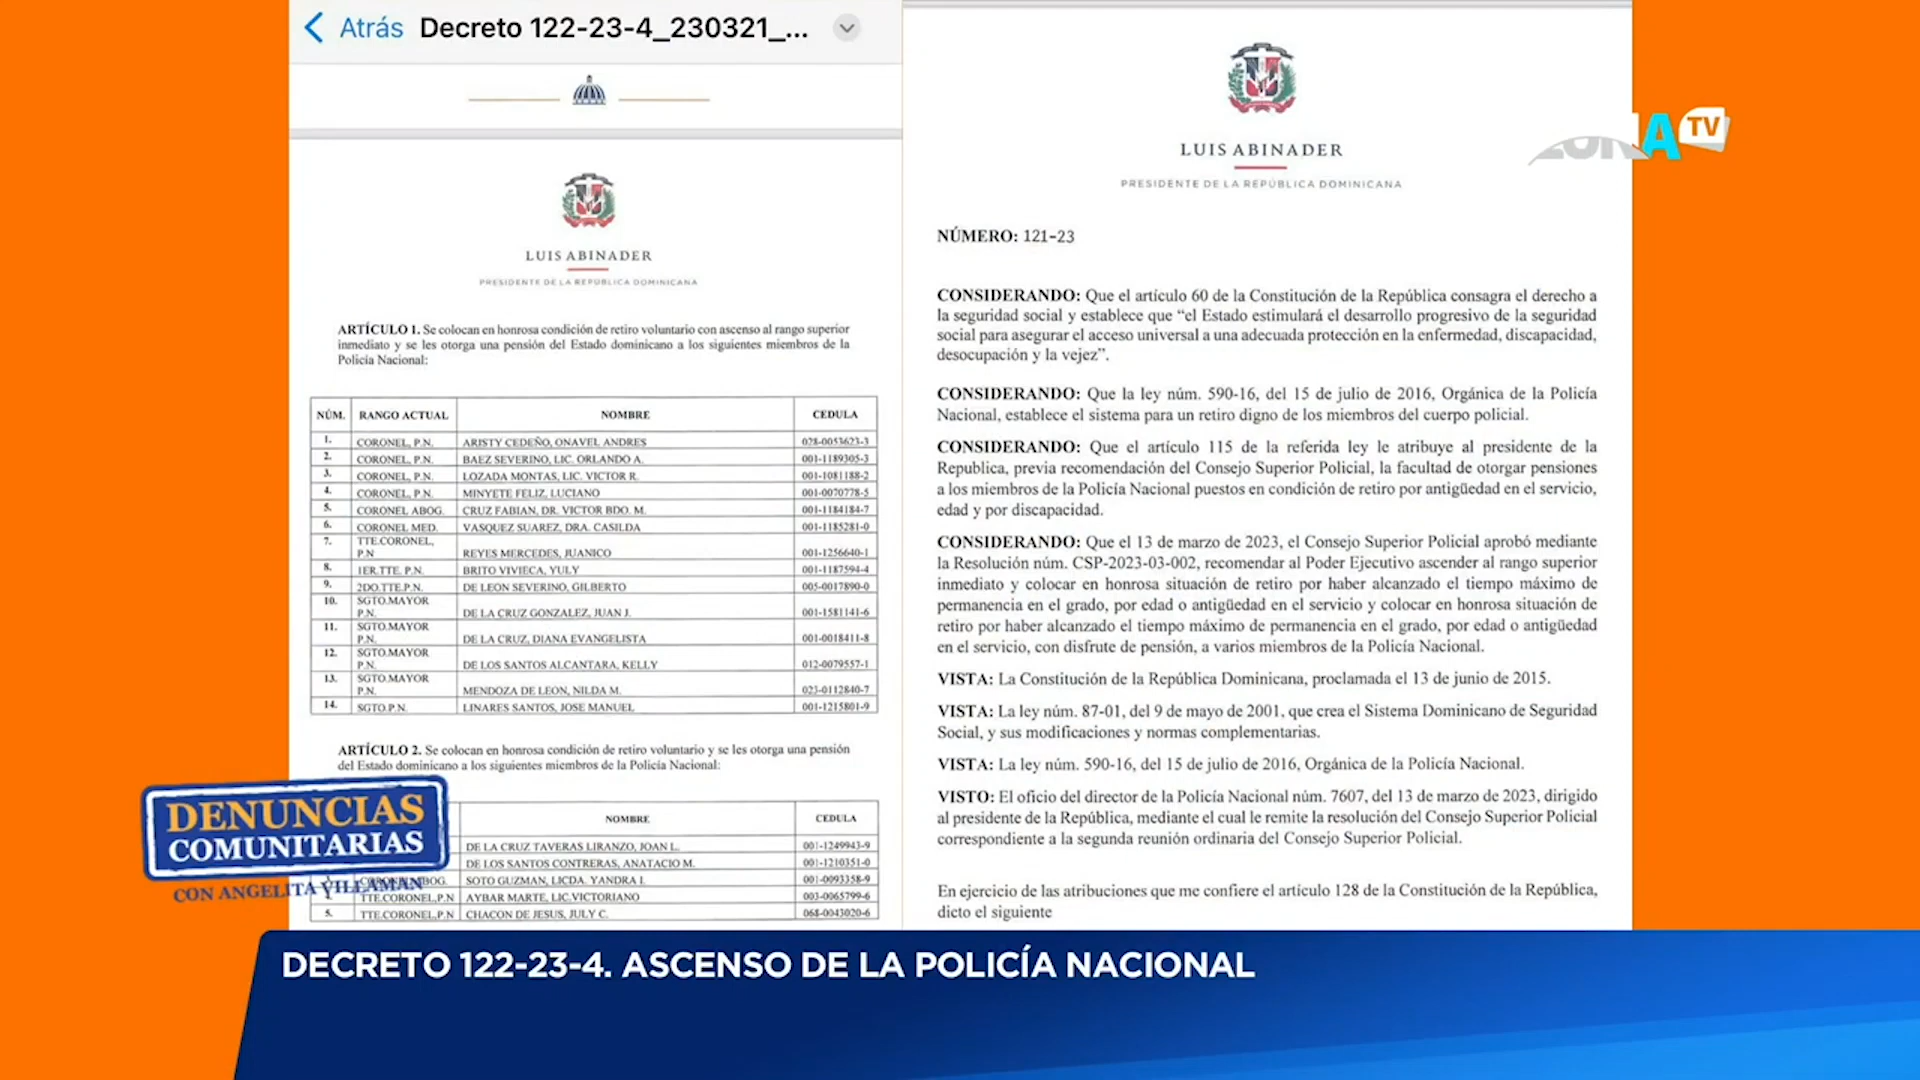 Atrás Decreto 122-23-4_230321_...
LUIS ABINADER
PRESIDENTE DE LA REPÚBLICA DOMINICANA
ARTÍCULO 1. Se colocan en honrosa condición de retiro voluntario con ascenso al rango superior
inmediato y se les otorga una pensión del Estado dominicano a los siguientes miembros de la
Policía Nacional:
NÚM. RANGO ACTUAL NOMBRE CEDULA
1. CORONEL, P.N. ARISTY CEDEÑO, ONAVEL ANDRES 028-0053623-3
2. CORONEL, P.N. BAEZ SEVERINO, LIC. ORLANDO A. 001-1189305-3
3. CORONEL, P.N. LOZADA MONTAS, LIC. VICTOR R. 001-1081188-2
4. CORONEL, P.N. MINYETE FELIZ, LUCIANO 001-0070778-5
5. CORONEL ABOG. CRUZ FABIAN, DR. VICTOR BDO. M. 001-1184184-7
6. CORONEL MED. VASQUEZ SUAREZ, DRA. CASILDA 001-1185281-0
7. TTE.CORONEL,
P.N REYES MERCEDES, JUANICO 001-1256640-1
8. 1ER.TTE. P.N. BRITO VIVIECA, YULY 001-1187594-4
9. 2DO.TTE.P.N. DE LEON SEVERINO, GILBERTO 005-0017890-0
10. SGTO.MAYOR
P.N. DE LA CRUZ GONZALEZ, JUAN J. 001-1581141-6
11. SGTO.MAYOR
P.N. DE LA CRUZ, DIANA EVANGELISTA 001-0018411-8
12. SGTO.MAYOR
P.N. DE LOS SANTOS ALCANTARA, KELLY 012-0079557-1
13. SGTO.MAYOR
P.N. MENDOZA DE LEON, NILDA M. 023-0112840-7
14. SGTO.P.N. LINARES SANTOS, JOSE MANUEL 001-1215801-9
ARTÍCULO 2. Se colocan en honrosa condición de retiro voluntario y se les otorga una pensión
del Estado dominicano a los siguientes miembros de la Policía Nacional:
NOMBRE CEDULA
DE LA CRUZ TAVERAS LIRANZO, JOAN L. 001-1249943-9
DE LOS SANTOS CONTRERAS, ANATACIO M. 001-1210351-0
SOTO GUZMAN, LICDA. YANDRA I. 001-0093358-9
TTE.CORONEL,P.N AYBAR MARTE, LIC.VICTORIANO 003-0065799-6
5. TTE.CORONEL,P.N CHACON DE JESUS, JULY C. 068-0043020-6
LUIS ABINADER
PRESIDENTE DE LA REPÚBLICA DOMINICANA
NÚMERO: 121-23
CONSIDERANDO: Que el artículo 60 de la Constitución de la República consagra el derecho a
la seguridad social y establece que “el Estado estimulará el desarrollo progresivo de la seguridad
social para asegurar el acceso universal a una adecuada protección en la enfermedad, discapacidad,
desocupación y la vejez”.
CONSIDERANDO: Que la ley núm. 590-16, del 15 de julio de 2016, Orgánica de la Policía
Nacional, establece el sistema para un retiro digno de los miembros del cuerpo policial.
CONSIDERANDO: Que el artículo 115 de la referida ley le atribuye al presidente de la
Republica, previa recomendación del Consejo Superior Policial, la facultad de otorgar pensiones
a los miembros de la Policía Nacional puestos en condición de retiro por antigüedad en el servicio,
edad y por discapacidad.
CONSIDERANDO: Que el 13 de marzo de 2023, el Consejo Superior Policial aprobó mediante
la Resolución núm. CSP-2023-03-002, recomendar al Poder Ejecutivo ascender al rango superior
inmediato y colocar en honrosa situación de retiro por haber alcanzado el tiempo máximo de
permanencia en el grado, por edad o antigüedad en el servicio y colocar en honrosa situación de
retiro por haber alcanzado el tiempo máximo de permanencia en el grado, por edad o antigüedad
en el servicio, con disfrute de pensión, a varios miembros de la Policía Nacional.
VISTA: La Constitución de la República Dominicana, proclamada el 13 de junio de 2015.
VISTA: La ley núm. 87-01, del 9 de mayo de 2001, que crea el Sistema Dominicano de Seguridad
Social, y sus modificaciones y normas complementarias.
VISTA: La ley núm. 590-16, del 15 de julio de 2016, Orgánica de la Policía Nacional.
VISTO: El oficio del director de la Policía Nacional núm. 7607, del 13 de marzo de 2023, dirigido
al presidente de la República, mediante el cual le remite la resolución del Consejo Superior Policial
correspondiente a la segunda reunión ordinaria del Consejo Superior Policial.
En ejercicio de las atribuciones que me confiere el artículo 128 de la Constitución de la República,
dicto el siguiente
TV
DENUNCIAS
COMUNITARIAS
CON ANGELITA VILLAMAN
DECRETO 122-23-4. ASCENSO DE LA POLICÍA NACIONAL